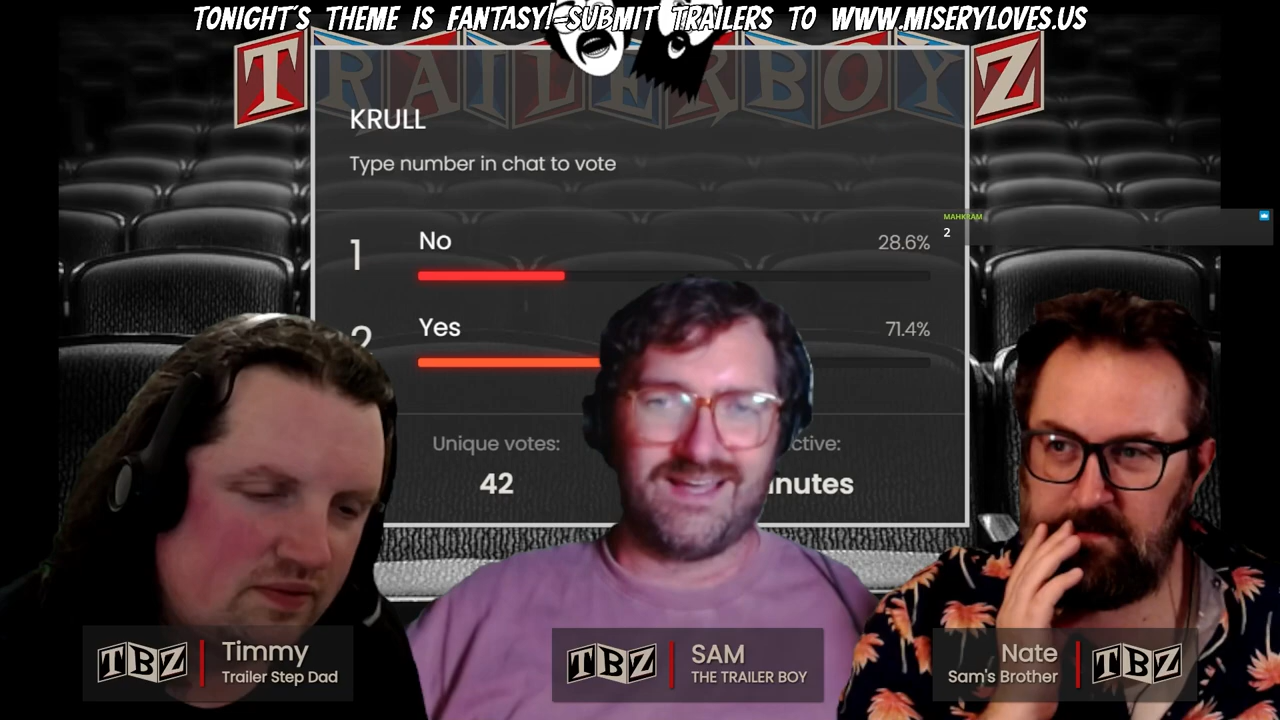 TONIGHT'S THEME IS FANTASY! SUBMIT TRAILERS TO WWW.MISERYLOVES.US
TRAILERBOYZ
KRULL
Type number in chat to vote
1 No 28.6%
MAHKRAM
2
2 Yes 71.4%
Unique votes:
42
TBZ Timmy
Trailer Step Dad
TBZ SAM
THE TRAILER BOY
Nate TBZ
Sam's Brother